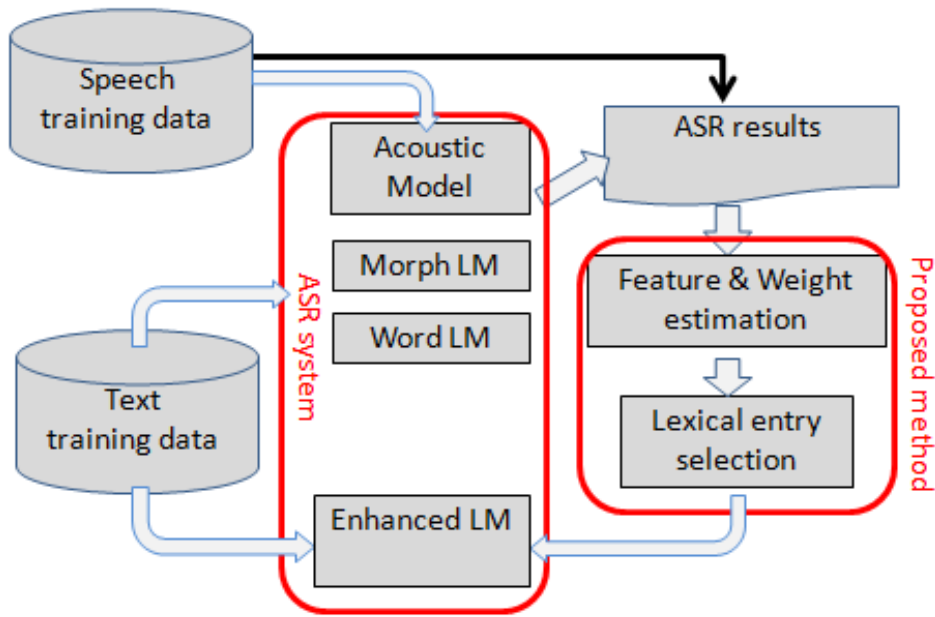 Speech
training data
ASR results
Acoustic
Model
Morph LM
Word LM
ASR system
Feature & Weight
estimation
Proposed method
Lexical entry
selection
Text
training data
Enhanced LM